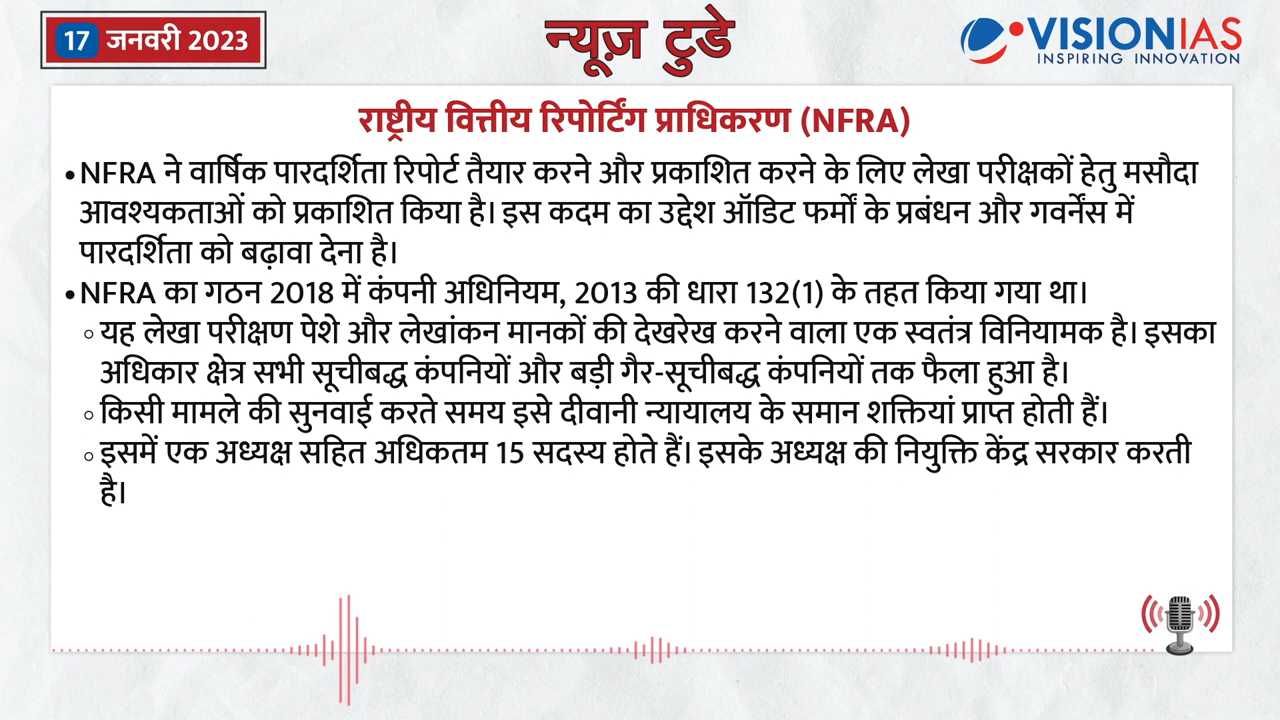 17 जनवरी 2023
न्यूज़ टुडे
VISIONIAS
INSPIRING INNOVATION
राष्ट्रीय वित्तीय रिपोर्टिंग प्राधिकरण (NFRA)
• NFRA ने वार्षिक पारदर्शिता रिपोर्ट तैयार करने और प्रकाशित करने के लिए लेखा परीक्षकों हेतु मसौदा
आवश्यकताओं को प्रकाशित किया है। इस कदम का उद्देश ऑडिट फर्मों के प्रबंधन और गवर्नेंस में
पारदर्शिता को बढ़ावा देना है।
• NFRA का गठन 2018 में कंपनी अधिनियम, 2013 की धारा 132(1) के तहत किया गया था।
◦ यह लेखा परीक्षण पेशे और लेखांकन मानकों की देखरेख करने वाला एक स्वतंत्र विनियामक है। इसका
अधिकार क्षेत्र सभी सूचीबद्ध कंपनियों और बड़ी गैर-सूचीबद्ध कंपनियों तक फैला हुआ है।
◦ किसी मामले की सुनवाई करते समय इसे दीवानी न्यायालय के समान शक्तियां प्राप्त होती हैं।
◦ इसमें एक अध्यक्ष सहित अधिकतम 15 सदस्य होते हैं। इसके अध्यक्ष की नियुक्ति केंद्र सरकार करती
है।